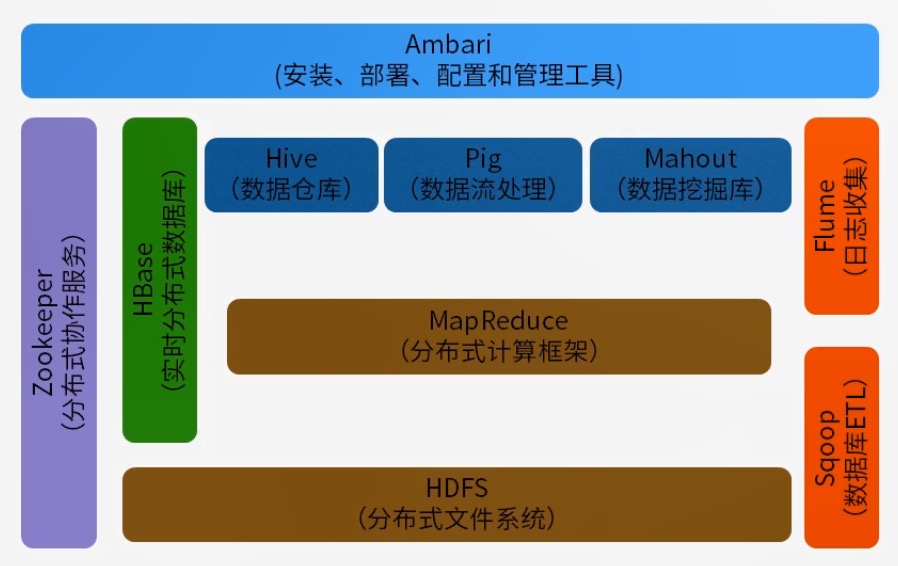 Ambari
(安装、部署、配置和管理工具)
Zookeeper
（分布式协作服务）
HBase
（实时分布式数据库）
Hive
（数据仓库）
Pig
（数据流处理）
Mahout
（数据挖掘库）
Flume
（日志收集）
MapReduce
（分布式计算框架）
Sqoop
（数据库ETL）
HDFS
（分布式文件系统）